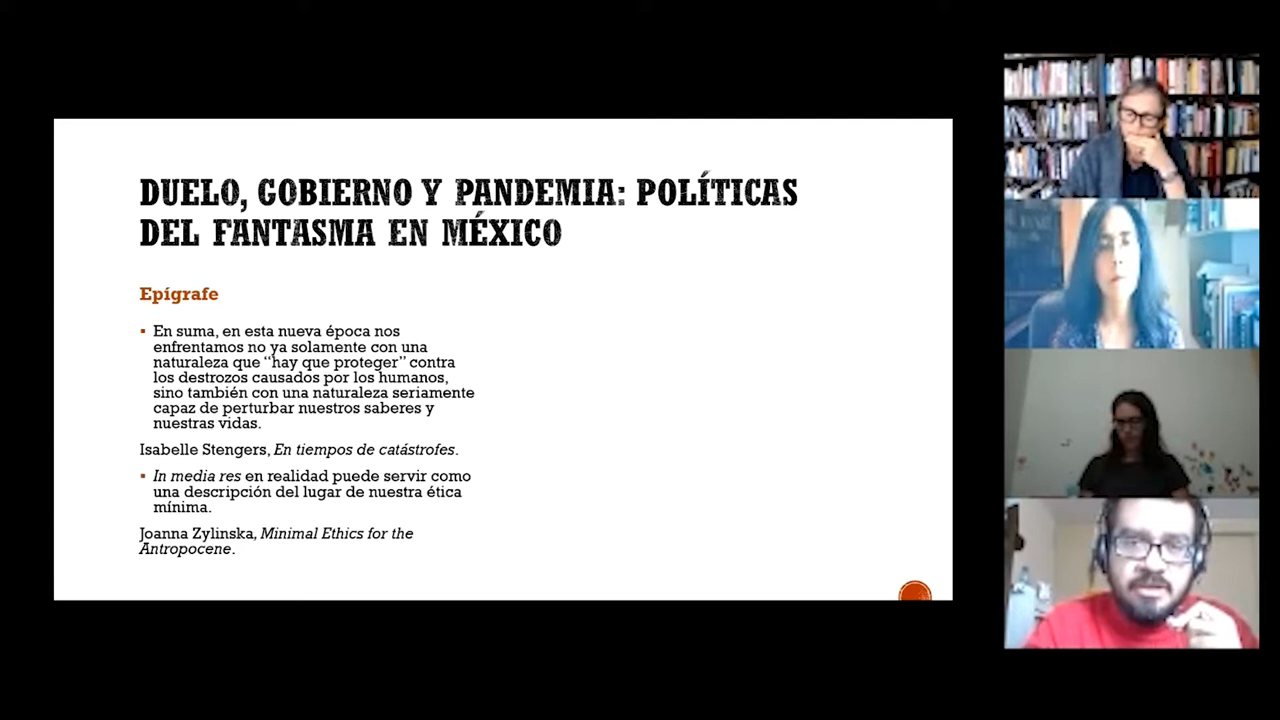 DUELO, GOBIERNO Y PANDEMIA: POLÍTICAS
DEL FANTASMA EN MÉXICO
Epígrafe
▪ En suma, en esta nueva época nos
enfrentamos no ya solamente con una
naturaleza que “hay que proteger” contra
los destrozos causados por los humanos,
sino también con una naturaleza seriamente
capaz de perturbar nuestros saberes y
nuestras vidas.
Isabelle Stengers, En tiempos de catástrofes.
▪ In media res en realidad puede servir como
una descripción del lugar de nuestra ética
mínima.
Joanna Zylinska, Minimal Ethics for the
Antropocene.